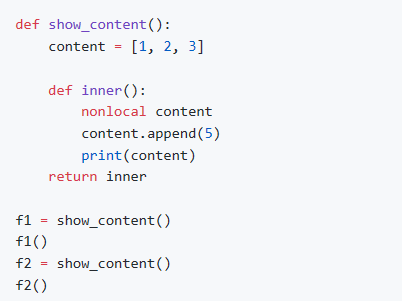 def show_content():
    content = [1, 2, 3]

    def inner():
        nonlocal content
        content.append(5)
        print(content)
    return inner

f1 = show_content()
f1()
f2 = show_content()
f2()